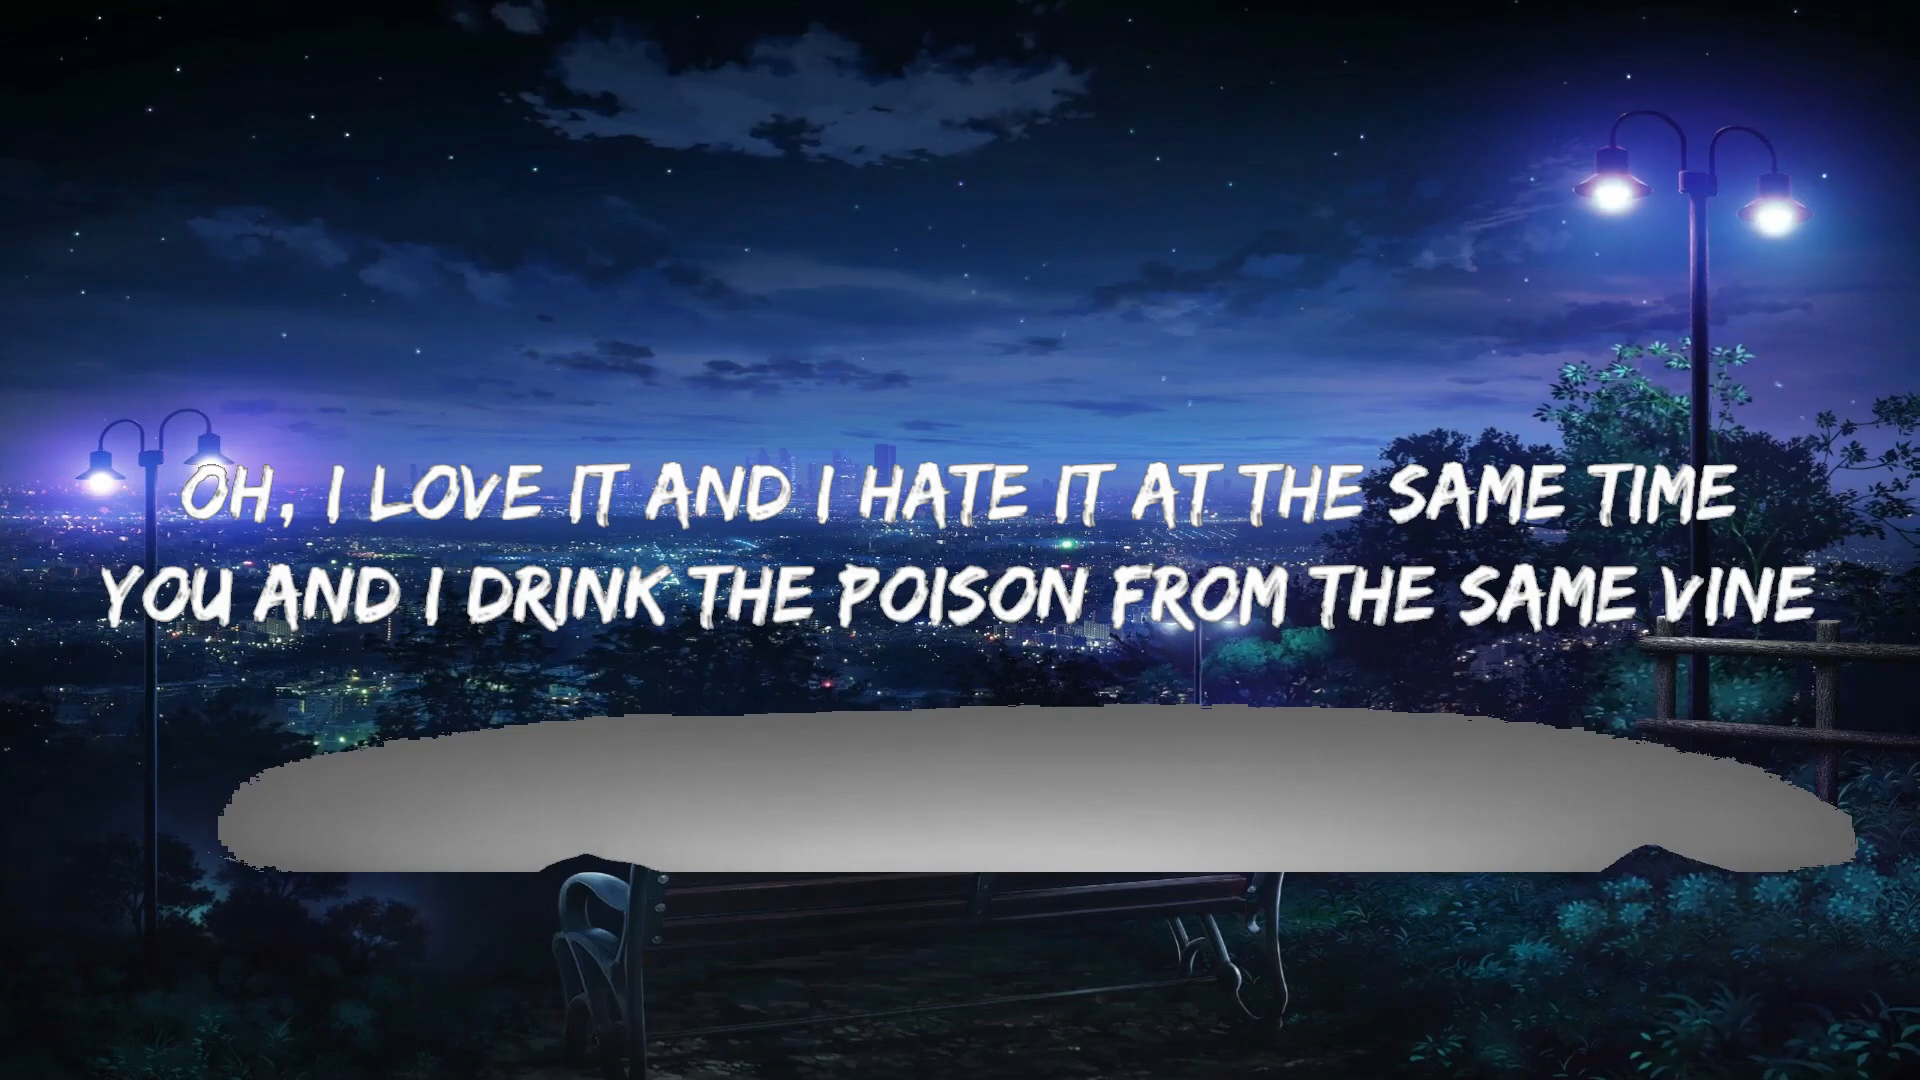 OH, I LOVE IT AND I HATE IT AT THE SAME TIME
YOU AND I DRINK THE POISON FROM THE SAME VINE